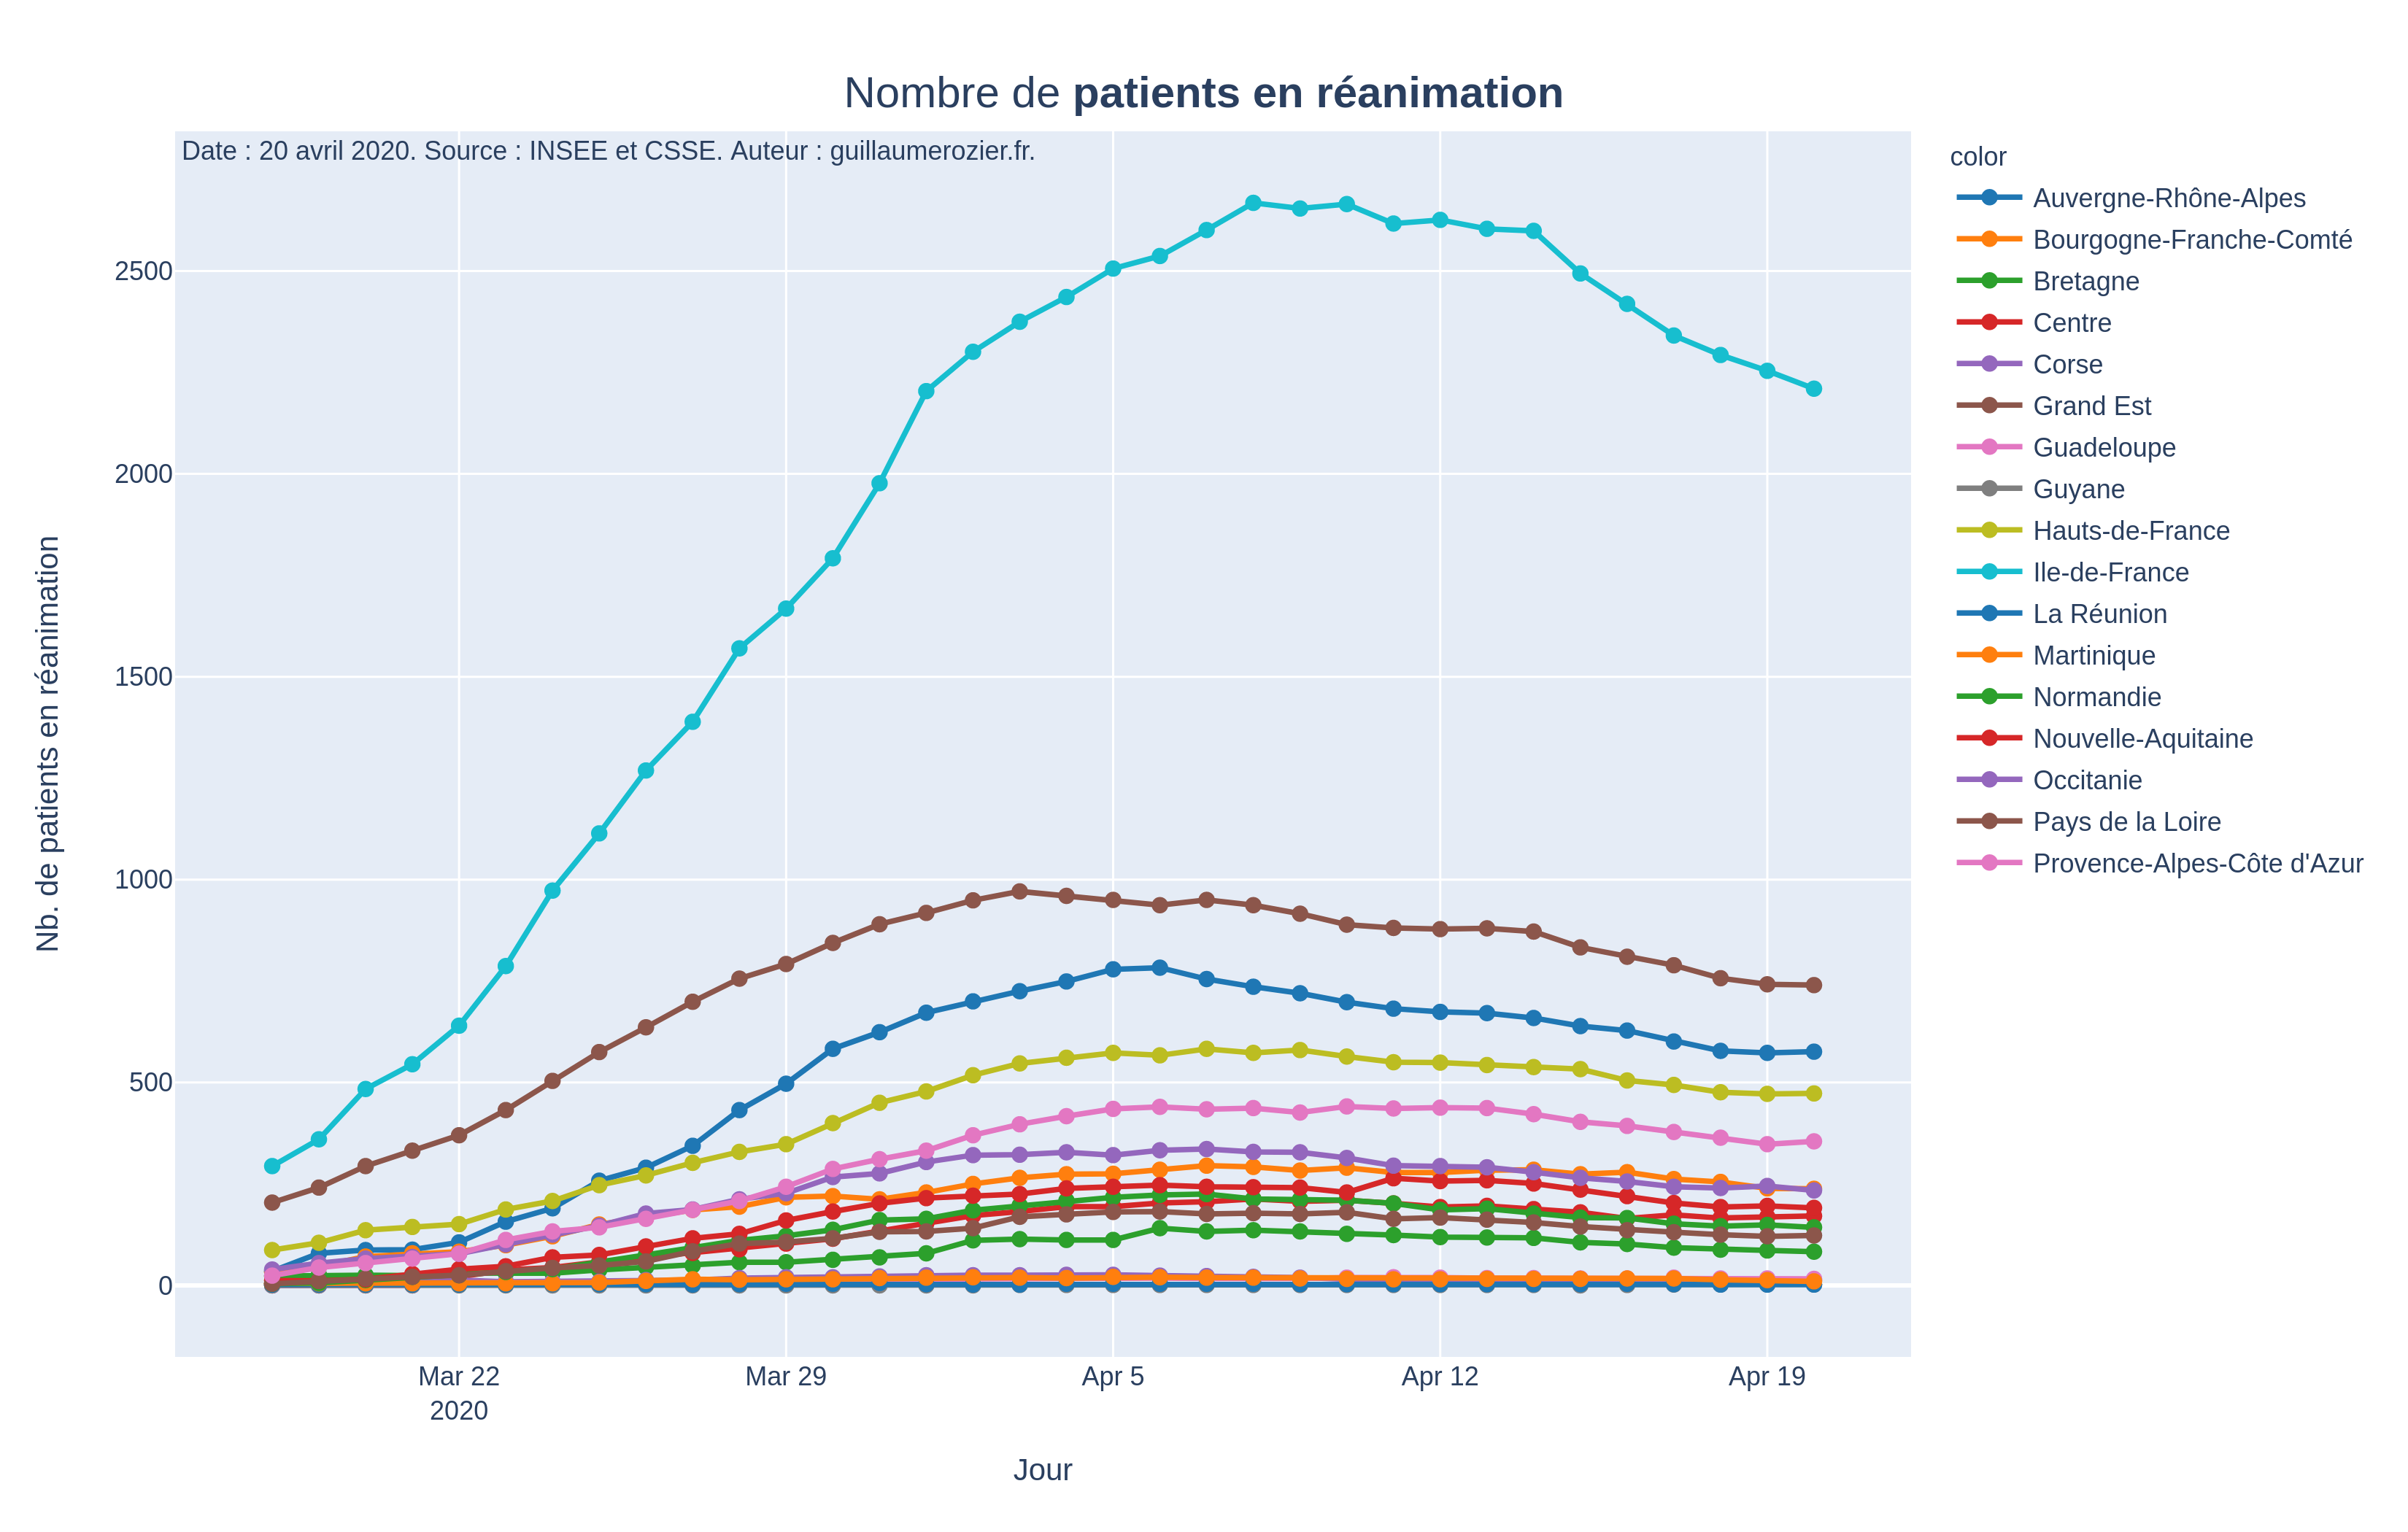 Nombre de patients en réanimation
Date : 20 avril 2020. Source : INSEE et CSSE. Auteur : guillaumerozier.fr.
color
Auvergne-Rhône-Alpes
Bourgogne-Franche-Comté
Bretagne
Centre
Corse
Grand Est
Guadeloupe
Guyane
Hauts-de-France
Ile-de-France
La Réunion
Martinique
Normandie
Nouvelle-Aquitaine
Occitanie
Pays de la Loire
Provence-Alpes-Côte d'Azur
Nb. de patients en réanimation
2500
2000
1500
1000
500
0
Mar 22
2020
Mar 29
Apr 5
Apr 12
Apr 19
Jour